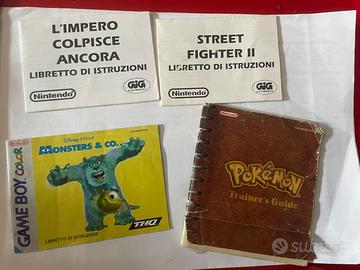 L'IMPERO
COLPISCE
ANCORA
LIBRETTO DI ISTRUZIONI
Nintendo
GIG
STREET
FIGHTER II
LIBRETTO DI ISTRUZIONI
Nintendo
GIG
GAME BOY COLOR
Disney·PIXAR
MONSTERS & CO.
LIBRETTO DI ISTRUZIONI
THQ
Nintendo
POKéMON
Trainer's Guide
subito